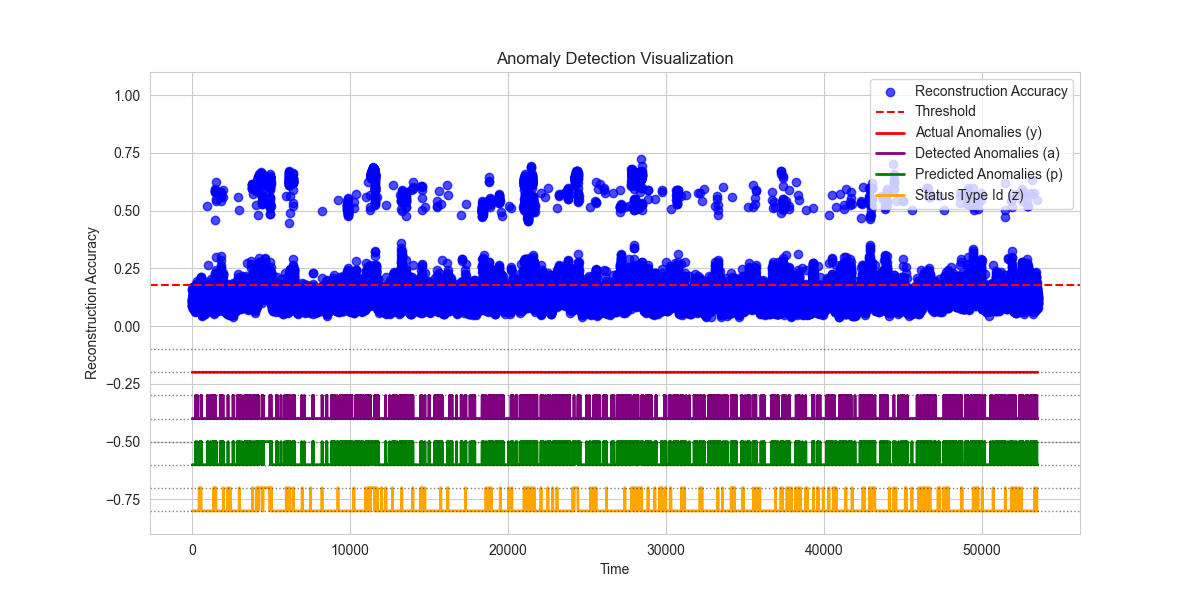 Anomaly Detection Visualization
Reconstruction Accuracy
1.00
0.75
0.50
0.25
0.00
−0.25
−0.50
−0.75
Reconstruction Accuracy
Threshold
Actual Anomalies (y)
Detected Anomalies (a)
Predicted Anomalies (p)
Status Type Id (z)
0
10000
20000
30000
40000
50000
Time